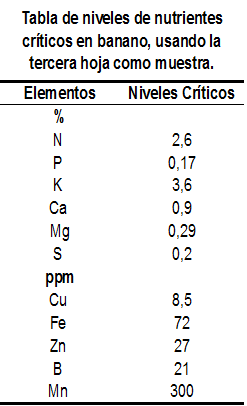 Tabla de niveles de nutrientes
críticos en banano, usando la
tercera hoja como muestra.
Elementos Niveles Críticos
%
N 2,6
P 0,17
K 3,6
Ca 0,9
Mg 0,29
S 0,2
ppm
Cu 8,5
Fe 72
Zn 27
B 21
Mn 300